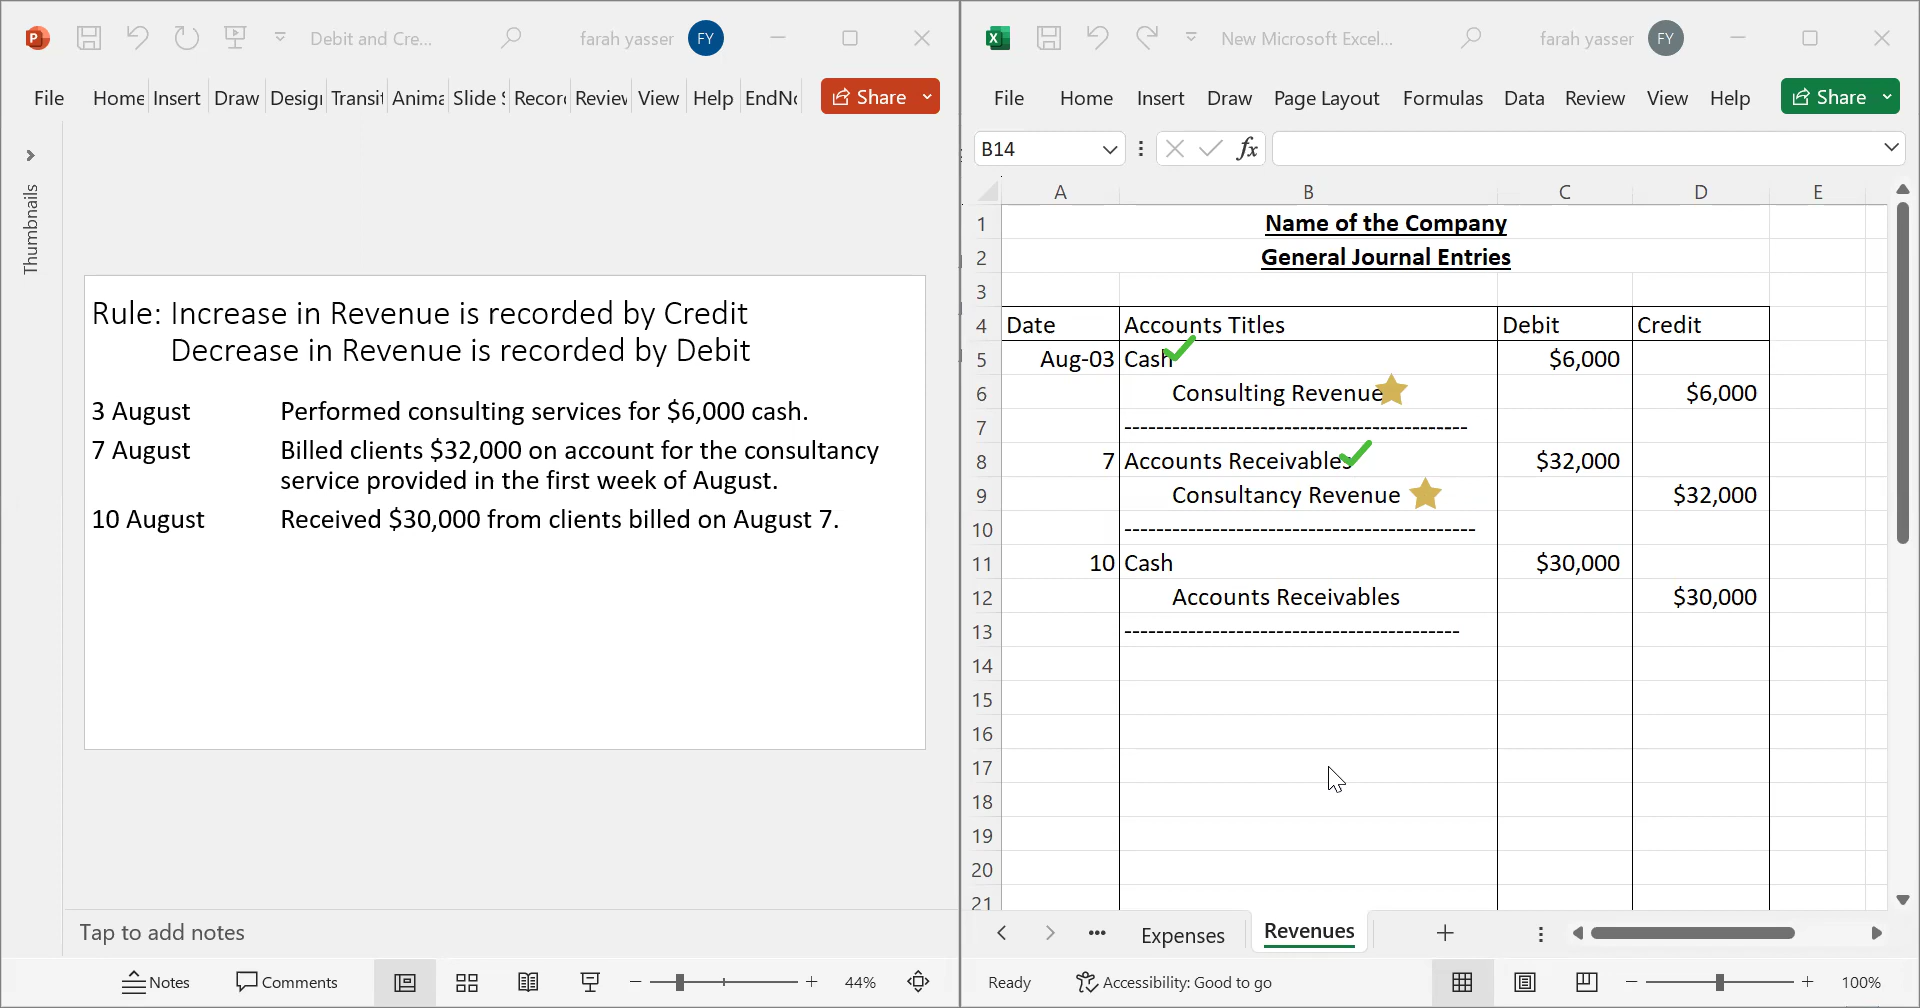 Debit and Cre...
farah yasser
FY
File
Home
Insert
Draw
Transit
Slide
Review
View
Help
Share
Thumbnails
Rule: Increase in Revenue is recorded by Credit
Decrease in Revenue is recorded by Debit
3 August Performed consulting services for $6,000 cash.
7 August Billed clients $32,000 on account for the consultancy
service provided in the first week of August.
10 August Received $30,000 from clients billed on August 7.
Tap to add notes
Notes
Comments
44%
New Microsoft Excel...
farah yasser
FY
File
Home
Insert
Draw
Page Layout
Formulas
Data
Review
View
Help
Share
B14
fx
A B C D E
1 Name of the Company
2 General Journal Entries
3
4 Date Accounts Titles Debit Credit
5 Aug-03 Cash $6,000
6 Consulting Revenue $6,000
7 -------------------------------------------
8 7 Accounts Receivables $32,000
9 Consultancy Revenue $32,000
10 --------------------------------------------
11 10 Cash $30,000
12 Accounts Receivables $30,000
13 ------------------------------------------
14
15
16
17
18
19
20
21
Expenses
Revenues
Ready
Accessibility: Good to go
100%